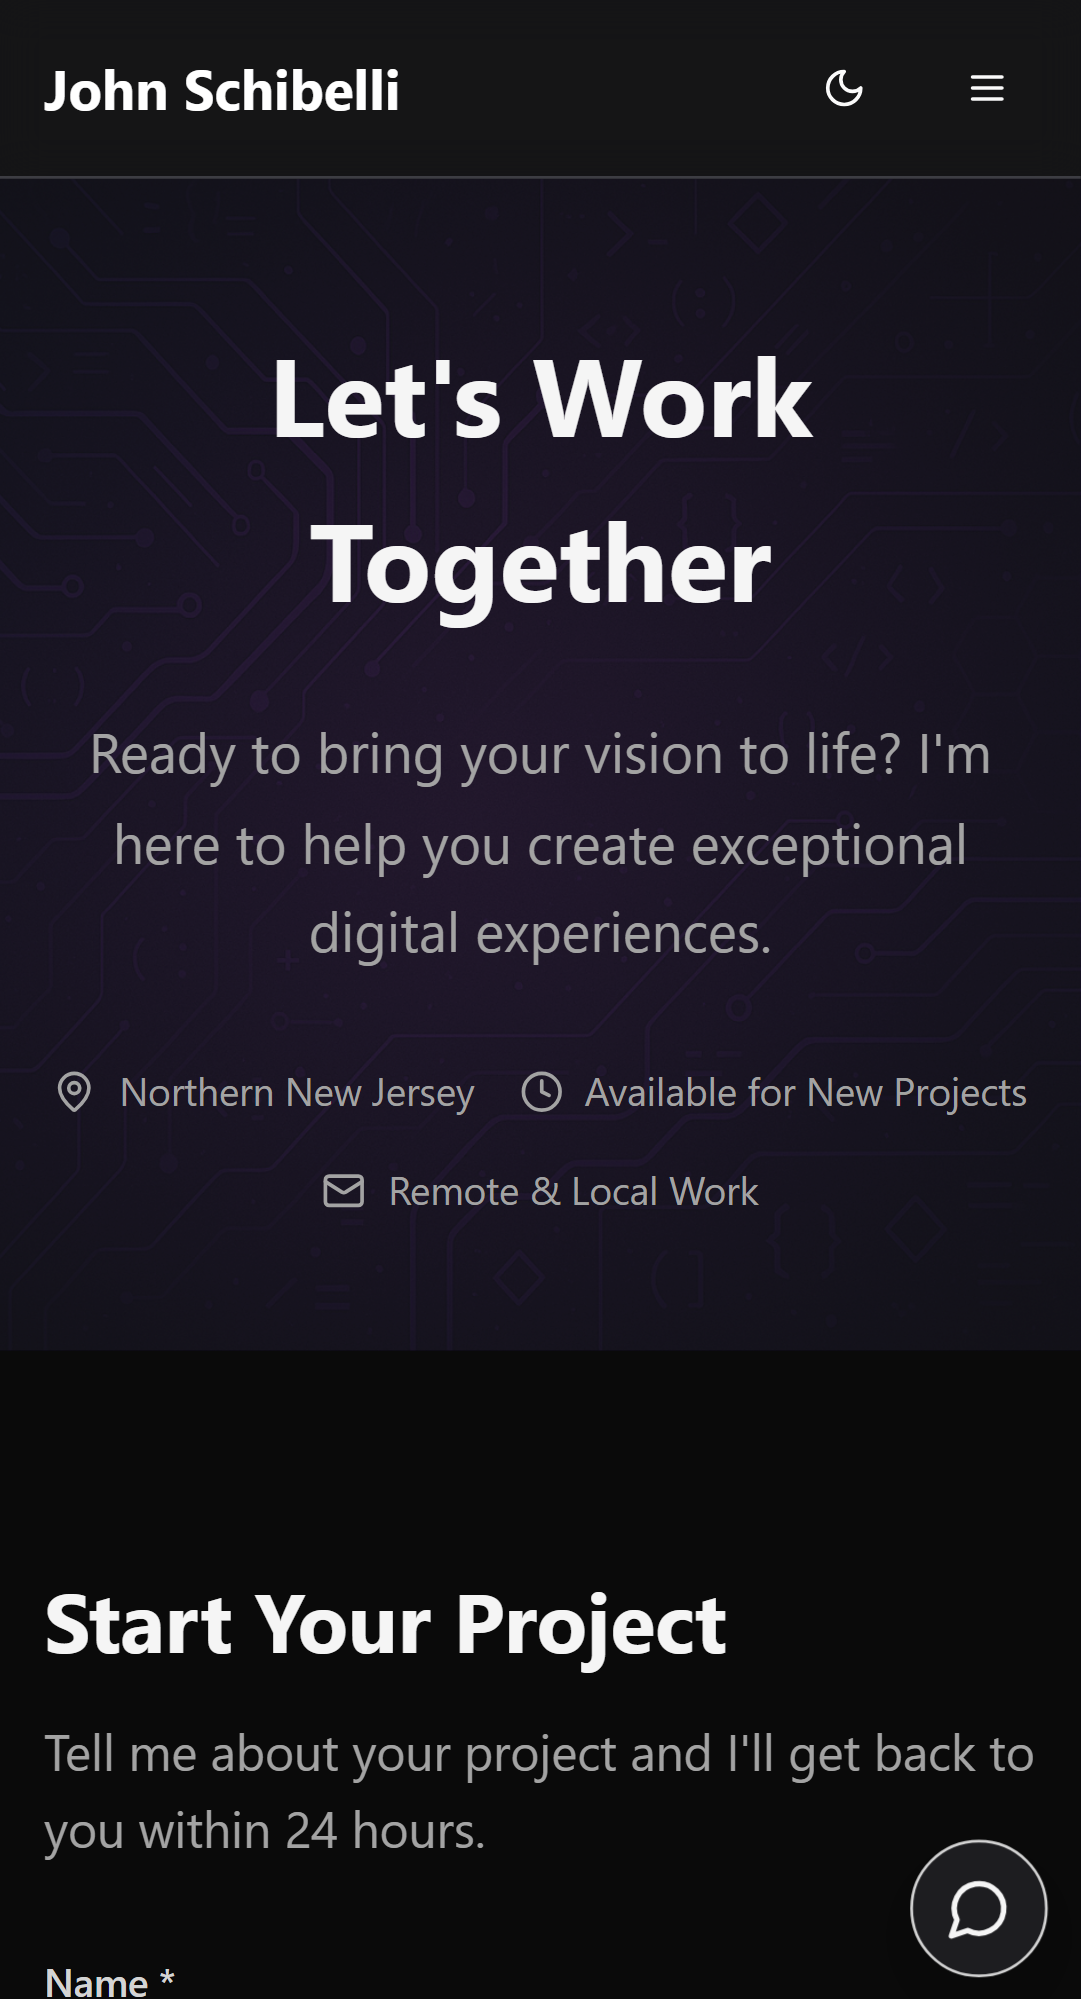 John Schibelli
Let's Work
Together
Ready to bring your vision to life? I'm
here to help you create exceptional
digital experiences.
Northern New Jersey
Available for New Projects
Remote & Local Work
Start Your Project
Tell me about your project and I'll get back to
you within 24 hours.
Name *